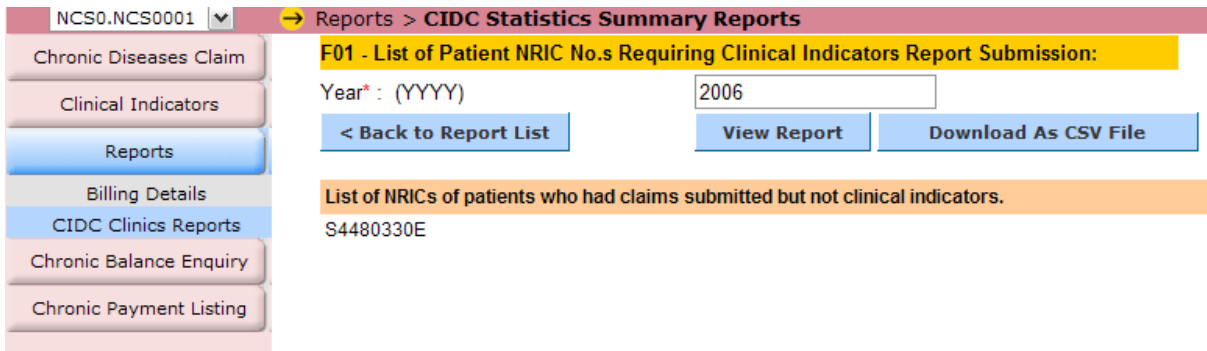 NCS0.NCS0001
Reports > CIDC Statistics Summary Reports
Chronic Diseases Claim
Clinical Indicators
Reports
Billing Details
CIDC Clinics Reports
Chronic Balance Enquiry
Chronic Payment Listing
F01 - List of Patient NRIC No.s Requiring Clinical Indicators Report Submission:
Year* : (YYYY) 2006
< Back to Report List View Report Download As CSV File
List of NRICs of patients who had claims submitted but not clinical indicators.
S4480330E